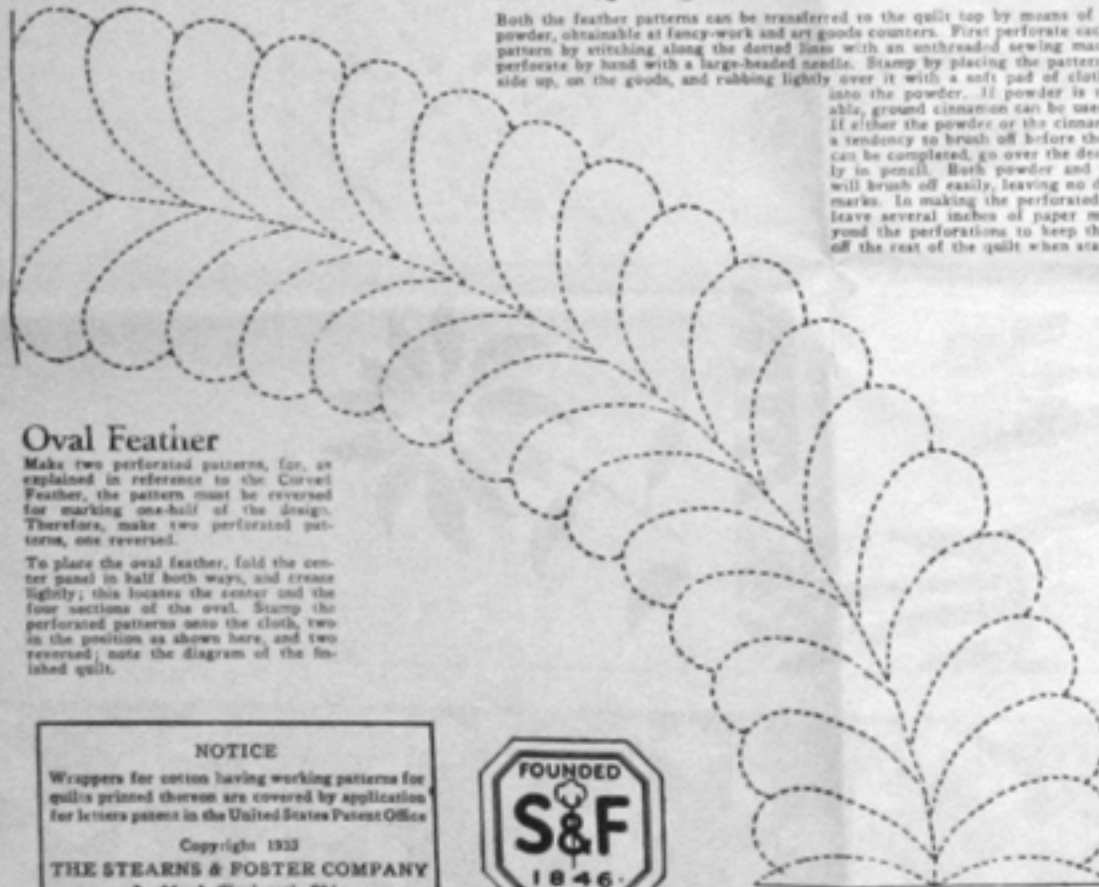 Both the feather patterns can be transferred to the quilt top by means of
powder, obtainable at fancy-work and art goods counters. First perforate
pattern by stitching along the dotted lines with an unthreaded sewing
perforate by hand with a large-headed needle. Stamp by placing the
side up, on the goods, and rubbing lightly over it with a soft pad of
into the powder. If powder is
able, ground cinnamon can be
If either the powder or the
a tendency to brush off before
can be completed, go over the
ly in pencil. Both powder and
will brush off easily, leaving no
marks. In making the perforated
leave several inches of paper
yond the perforations to keep
off the rest of the quilt when
Oval Feather
Make two perforated patterns, for, as
explained in reference to the Curved
Feather, the pattern must be reversed
for marking one-half of the design.
Therefore, make two perforated pat-
terns, one reversed.
To place the oval feather, fold the cen-
ter panel in half both ways, and crease
lightly; this locates the center and the
four sections of the oval. Stamp the
perforated patterns onto the cloth, two
in the position as shown here, and two
reversed; note the diagram of the fin-
ished quilt.
NOTICE
Wrappers for cotton having working patterns for
quilts printed thereon are covered by application
for letters patent in the United States Patent Office
Copyright 1933
THE STEARNS & FOSTER COMPANY
FOUNDED
S&F
1846